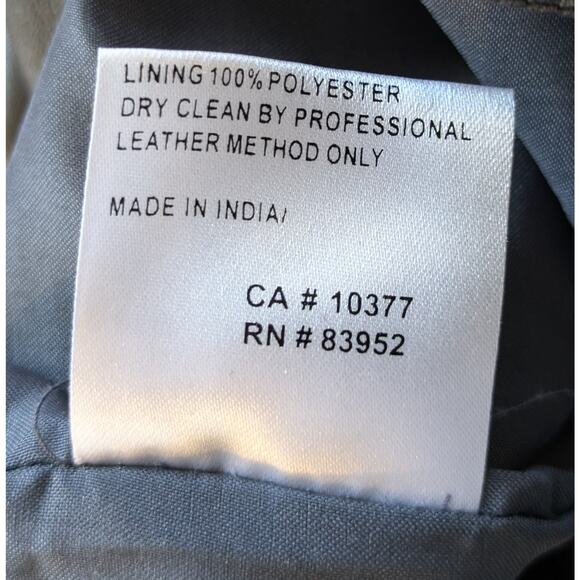 LINING 100% POLYESTER
DRY CLEAN BY PROFESSIONAL
LEATHER METHOD ONLY
MADE IN INDIA/
CA # 10377
RN # 83952